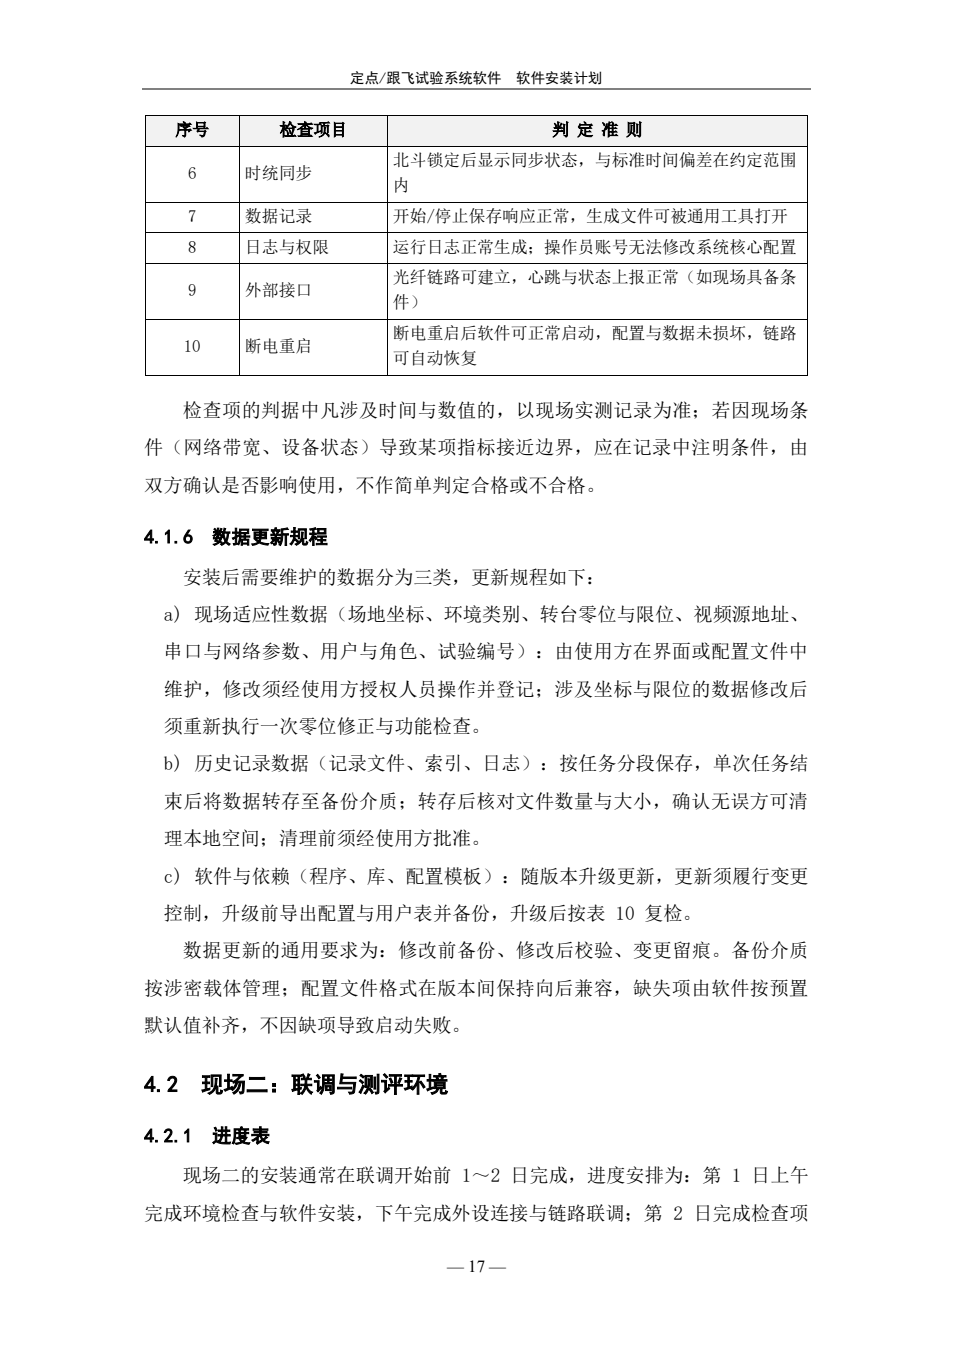 定点/跟飞试验系统软件　软件安装计划
序号 检查项目 判 定 准 则
6 时统同步 北斗锁定后显示同步状态，与标准时间偏差在约定范围
内
7 数据记录 开始/停止保存响应正常，生成文件可被通用工具打开
8 日志与权限 运行日志正常生成；操作员账号无法修改系统核心配置
9 外部接口 光纤链路可建立，心跳与状态上报正常（如现场具备条
件）
10 断电重启 断电重启后软件可正常启动，配置与数据未损坏，链路
可自动恢复
检查项的判据中凡涉及时间与数值的，以现场实测记录为准；若因现场条
件（网络带宽、设备状态）导致某项指标接近边界，应在记录中注明条件，由
双方确认是否影响使用，不作简单判定合格或不合格。
4.1.6 数据更新规程
安装后需要维护的数据分为三类，更新规程如下：
a) 现场适应性数据（场地坐标、环境类别、转台零位与限位、视频源地址、
串口与网络参数、用户与角色、试验编号）：由使用方在界面或配置文件中
维护，修改须经使用方授权人员操作并登记；涉及坐标与限位的数据修改后
须重新执行一次零位修正与功能检查。
b) 历史记录数据（记录文件、索引、日志）：按任务分段保存，单次任务结
束后将数据转存至备份介质；转存后核对文件数量与大小，确认无误方可清
理本地空间；清理前须经使用方批准。
c) 软件与依赖（程序、库、配置模板）：随版本升级更新，更新须履行变更
控制，升级前导出配置与用户表并备份，升级后按表 10 复检。
数据更新的通用要求为：修改前备份、修改后校验、变更留痕。备份介质
按涉密载体管理；配置文件格式在版本间保持向后兼容，缺失项由软件按预置
默认值补齐，不因缺项导致启动失败。
4.2 现场二：联调与测评环境
4.2.1 进度表
现场二的安装通常在联调开始前 1～2 日完成，进度安排为：第 1 日上午
完成环境检查与软件安装，下午完成外设连接与链路联调；第 2 日完成检查项
— 17 —